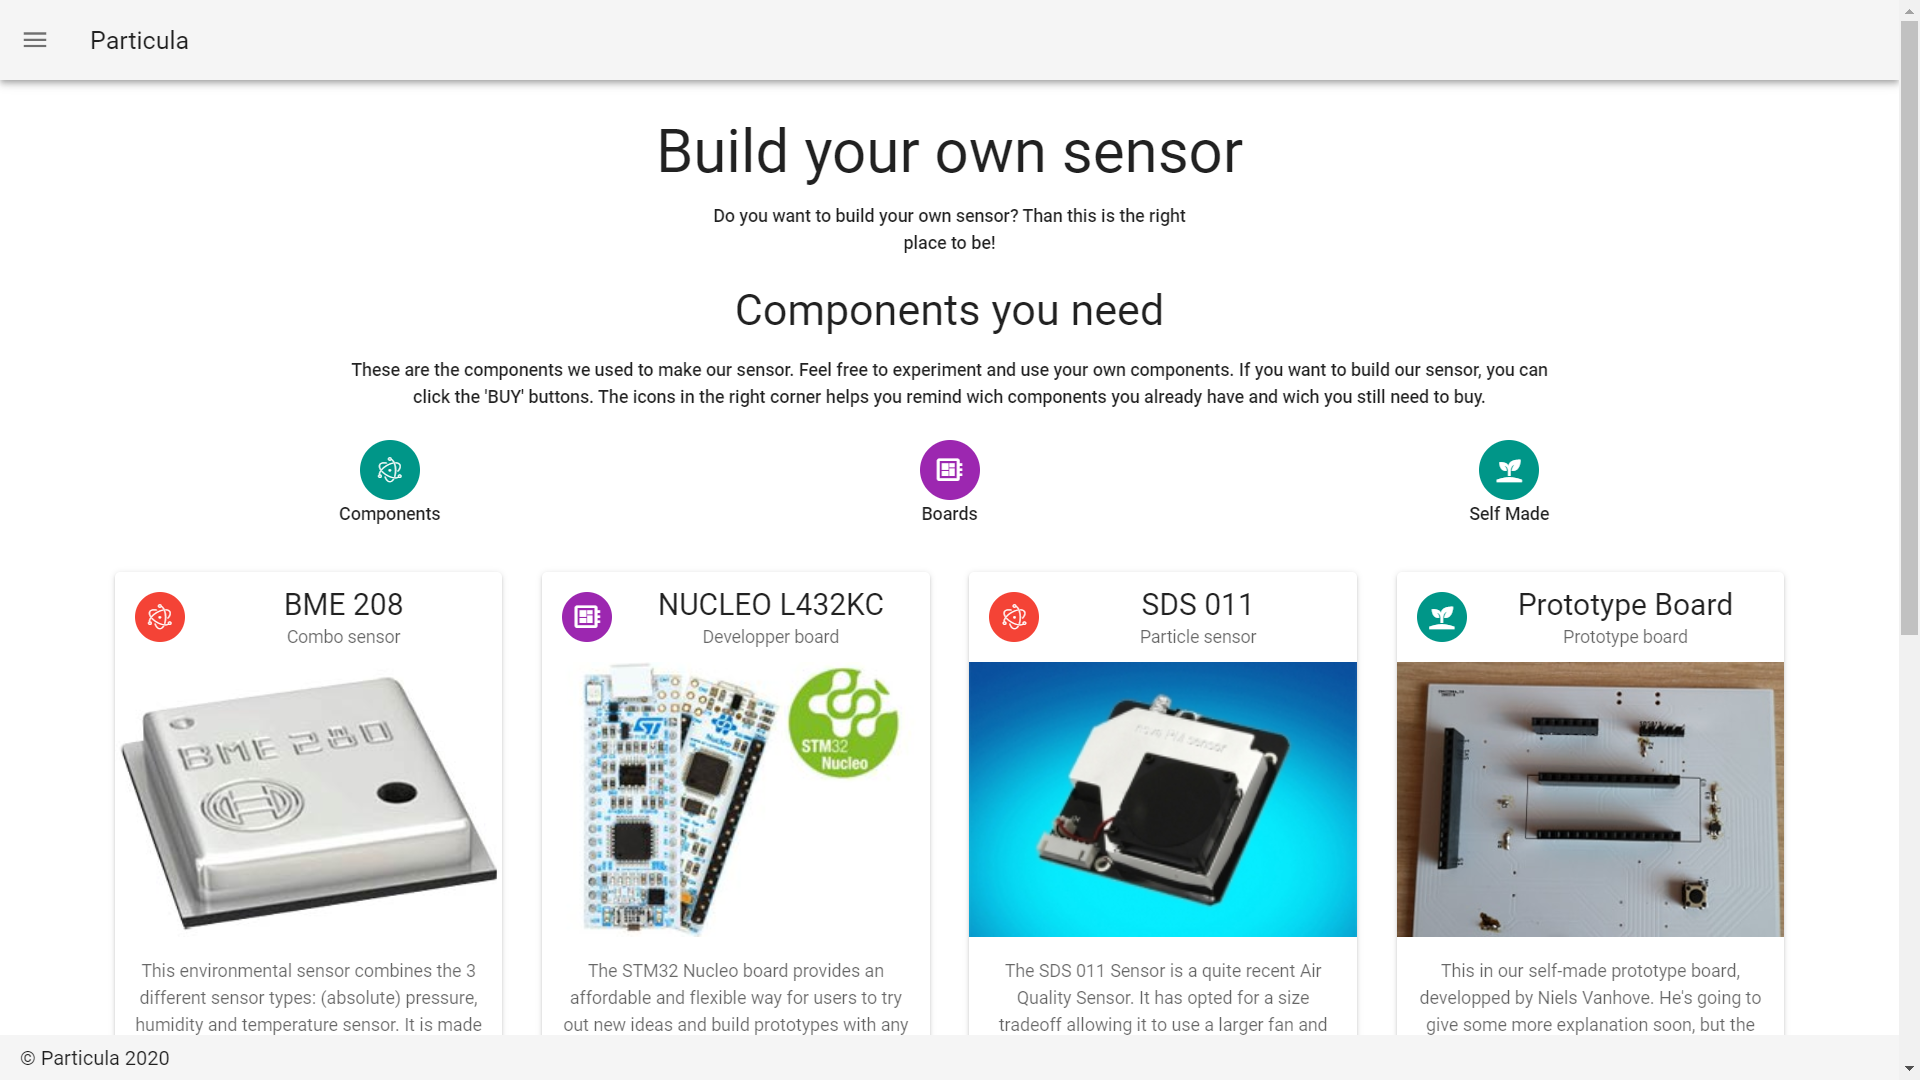 Particula
Build your own sensor
Do you want to build your own sensor? Than this is the right
place to be!
Components you need
These are the components we used to make our sensor. Feel free to experiment and use your own components. If you want to build our sensor, you can
click the 'BUY' buttons. The icons in the right corner helps you remind wich components you already have and wich you still need to buy.
Components
Boards
Self Made
BME 208
Combo sensor
BME 280
This environmental sensor combines the 3
different sensor types: (absolute) pressure,
humidity and temperature sensor. It is made
NUCLEO L432KC
Developper board
ST
Nucleo
STM32
Nucleo
The STM32 Nucleo board provides an
affordable and flexible way for users to try
out new ideas and build prototypes with any
SDS 011
Particle sensor
nova PM sensor
The SDS 011 Sensor is a quite recent Air
Quality Sensor. It has opted for a size
tradeoff allowing it to use a larger fan and
Prototype Board
Prototype board
This in our self-made prototype board,
developped by Niels Vanhove. He's going to
give some more explanation soon, but the
© Particula 2020